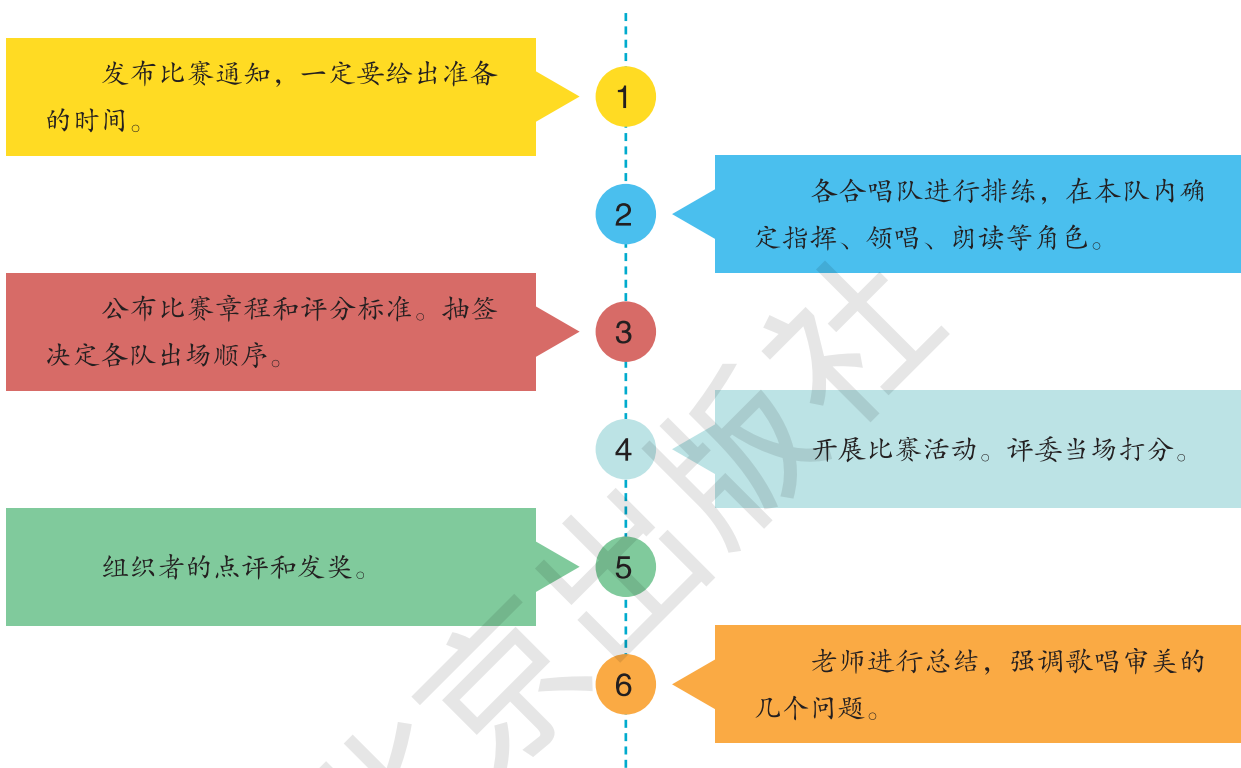 发布比赛通知，一定要给出准备
的时间。
1
2
各合唱队进行排练，在本队内确
定指挥、领唱、朗读等角色。
公布比赛章程和评分标准。抽签
决定各队出场顺序。
3
4
开展比赛活动。评委当场打分。
组织者的点评和发奖。
5
6
老师进行总结，强调歌唱审美的
几个问题。
北京出版社